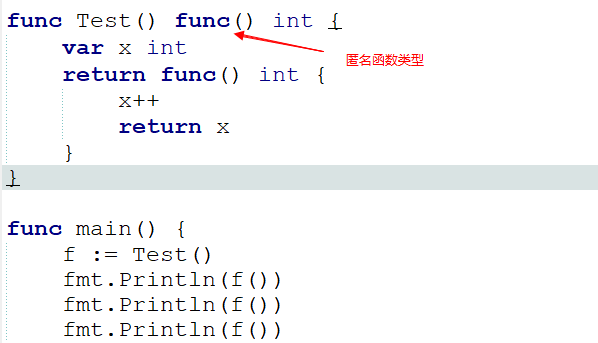 func Test() func() int {
    var x int
    return func() int {
匿名函数类型
        x++
        return x
    }
}
func main() {
    f := Test()
    fmt.Println(f())
    fmt.Println(f())
    fmt.Println(f())